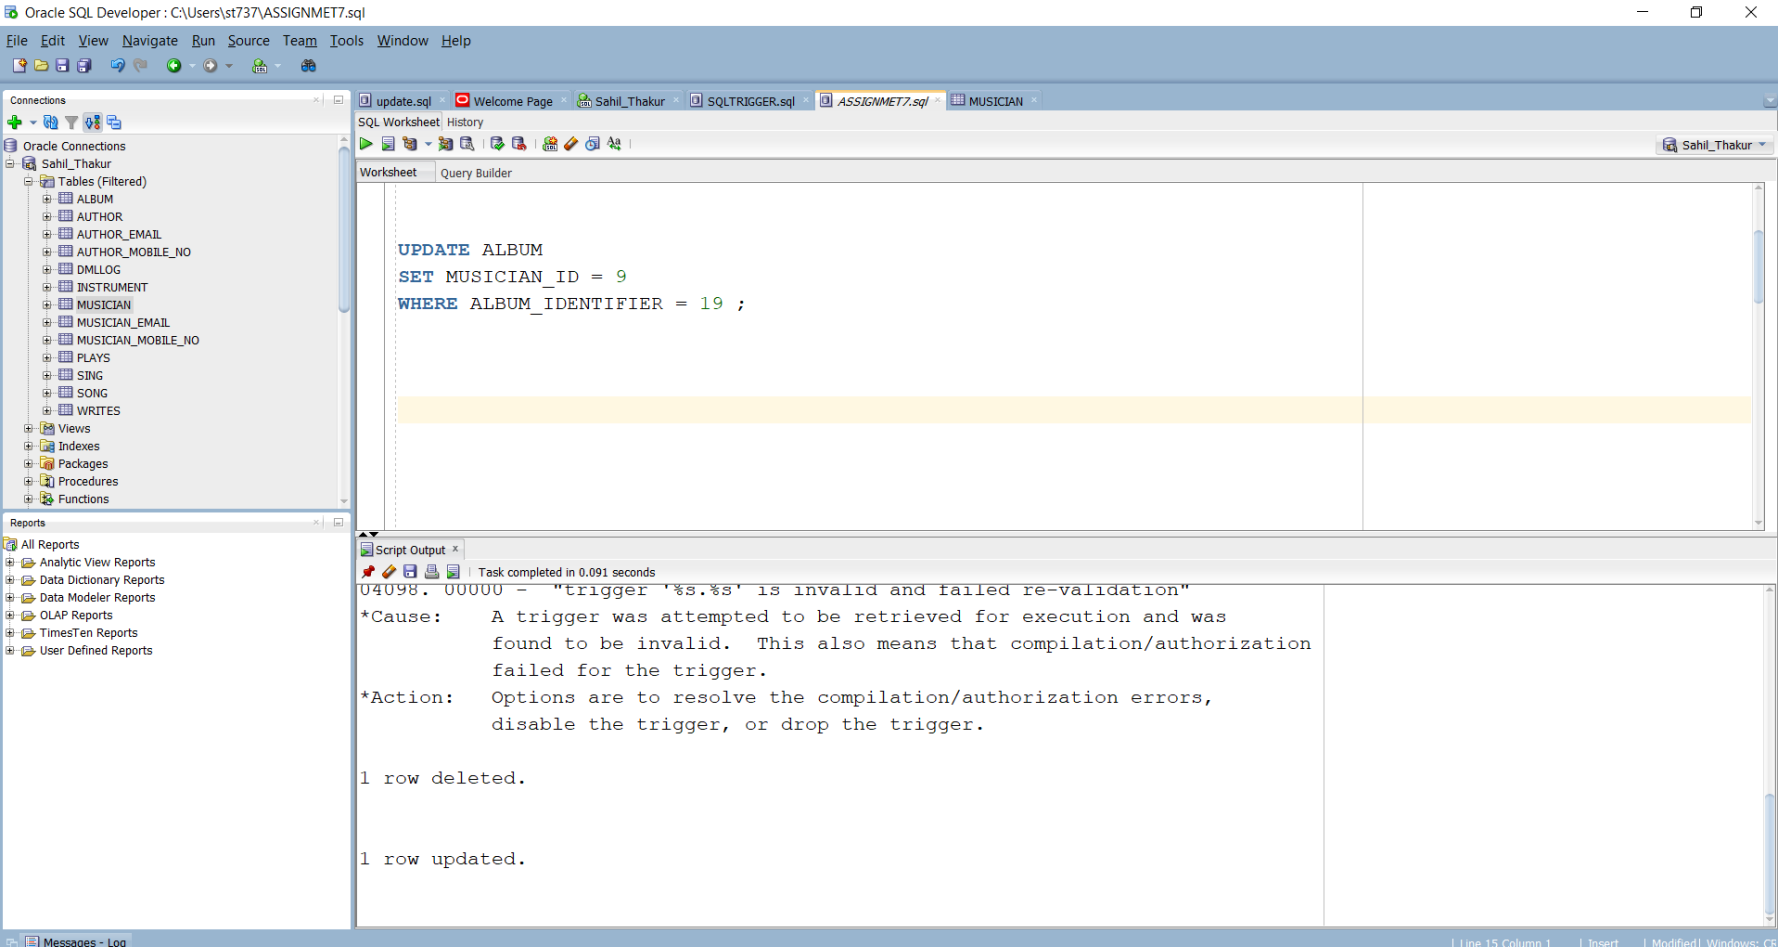 Oracle SQL Developer : C:\Users\st737\ASSIGNMET7.sql
File Edit View Navigate Run Source Team Tools Window Help
Connections
Oracle Connections
Sahil_Thakur
Tables (Filtered)
ALBUM
AUTHOR
AUTHOR_EMAIL
AUTHOR_MOBILE_NO
DMLLOG
INSTRUMENT
MUSICIAN
MUSICIAN_EMAIL
MUSICIAN_MOBILE_NO
PLAYS
SING
SONG
WRITES
Views
Indexes
Packages
Procedures
Functions
Reports
All Reports
Analytic View Reports
Data Dictionary Reports
Data Modeler Reports
OLAP Reports
TimesTen Reports
User Defined Reports
update.sql Welcome Page Sahil_Thakur SQLTRIGGER.sql ASSIGNMET7.sql MUSICIAN
SQL Worksheet History
Sahil_Thakur
Worksheet Query Builder
UPDATE ALBUM
SET MUSICIAN_ID = 9
WHERE ALBUM_IDENTIFIER = 19 ;
Script Output
Task completed in 0.091 seconds
04098. 00000 - "trigger '%s.%s' is invalid and failed re-validation"
*Cause: A trigger was attempted to be retrieved for execution and was
found to be invalid. This also means that compilation/authorization
failed for the trigger.
*Action: Options are to resolve the compilation/authorization errors,
disable the trigger, or drop the trigger.
1 row deleted.
1 row updated.
Messages - Log
Line 15 Column 1 | Insert | Modified | Windows: CR